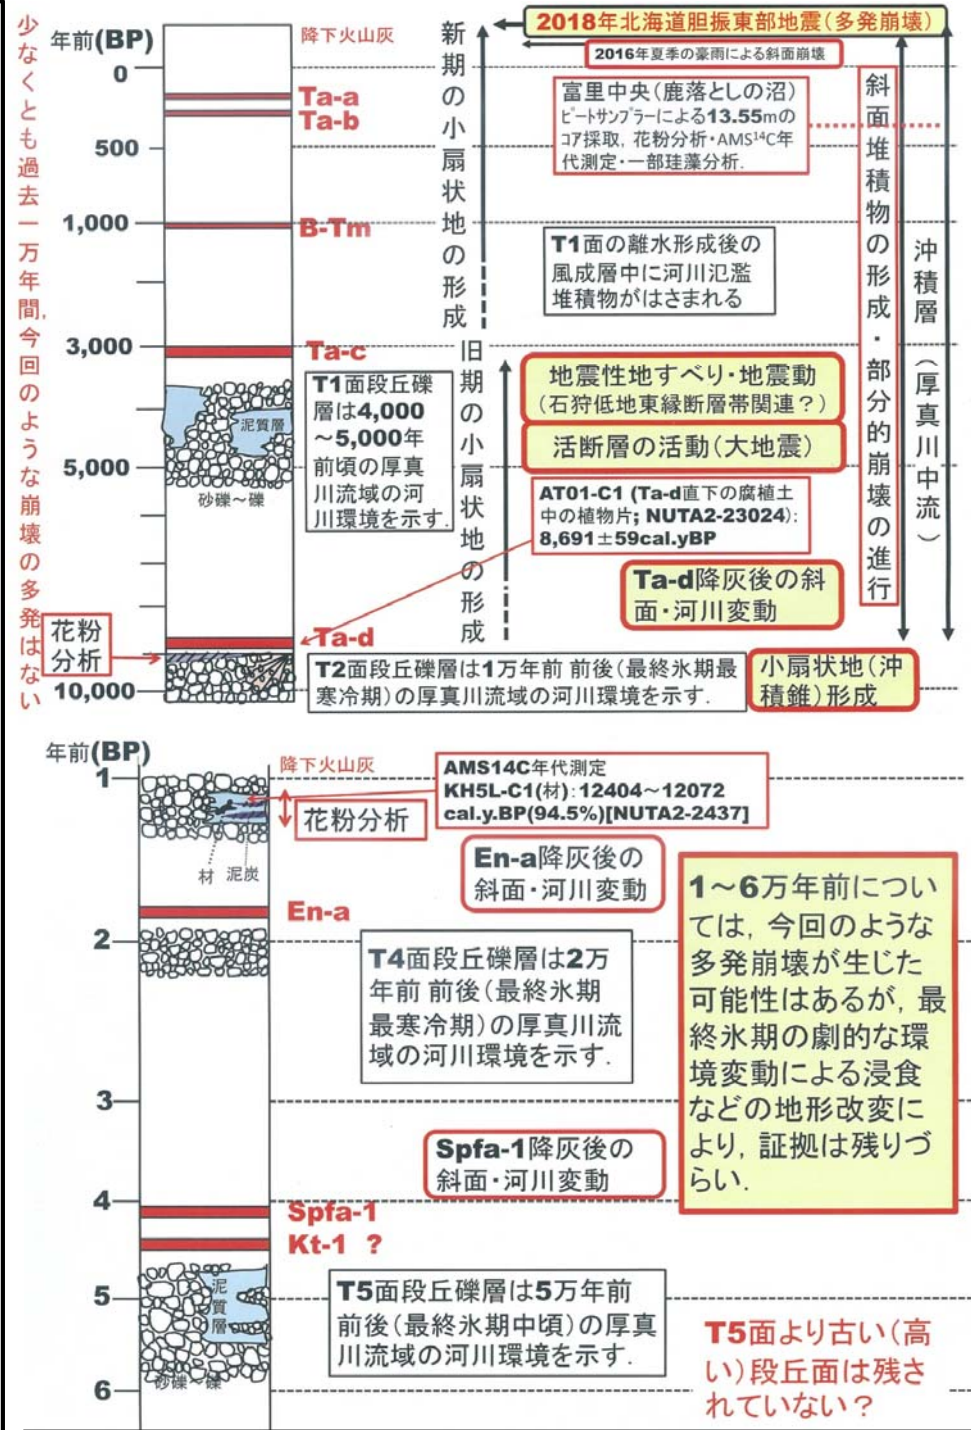 少なくとも過去一万年間,今回のような崩壊の多発はない
年前(BP)
降下火山灰
0
Ta-a
Ta-b
500
1,000
B-Tm
3,000
Ta-c
泥質層
5,000
砂礫～礫
花粉
分析
Ta-d
10,000
新期の小扇状地の形成
旧期の小扇状地の形成
2018年北海道胆振東部地震(多発崩壊)
2016年夏季の豪雨による斜面崩壊
富里中央(鹿落としの沼)
ピートサンプラーによる13.55mの
コア採取, 花粉分析・AMS¹⁴C年
代測定・一部珪藻分析.
T1面の離水形成後の
風成層中に河川氾濫
堆積物がはさまれる
斜面堆積物の形成・部分的崩壊の進行
沖積層(厚真川中流)
T1面段丘礫
層は4,000
～5,000年
前頃の厚真
川流域の河
川環境を示す.
地震性地すべり・地震動
(石狩低地東縁断層帯関連？)
活断層の活動(大地震)
AT01-C1 (Ta-d直下の腐植土
中の植物片; NUTA2-23024):
8,691±59cal.yBP
Ta-d降灰後の斜
面・河川変動
T2面段丘礫層は1万年前 前後(最終氷期最
寒冷期)の厚真川流域の河川環境を示す.
小扇状地(沖
積錐)形成
年前(BP)
降下火山灰
1
花粉分析
材
泥炭
AMS14C年代測定
KH5L-C1(材): 12404～12072
cal.y.BP(94.5%)[NUTA2-2437]
En-a降灰後の
斜面・河川変動
En-a
2
T4面段丘礫層は2万
年前 前後(最終氷期
最寒冷期)の厚真川流
域の河川環境を示す.
1～6万年前につい
ては, 今回のような
多発崩壊が生じた
可能性はあるが, 最
終氷期の劇的な環
境変動による浸食
などの地形改変に
より, 証拠は残りづ
らい.
3
Spfa-1降灰後の
斜面・河川変動
4
Spfa-1
Kt-1 ?
泥質層
5
T5面段丘礫層は5万年前
前後(最終氷期中頃)の厚真
川流域の河川環境を示す.
砂礫～礫
6
T5面より古い(高
い)段丘面は残さ
れていない？